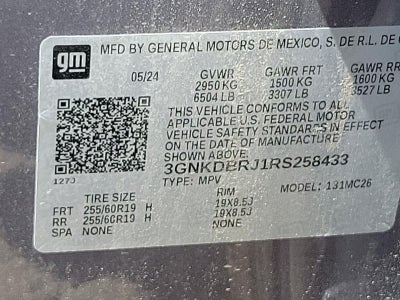 gm
MFD BY GENERAL MOTORS DE MEXICO, S. DE R.L. DE C
05/24 GVWR GAWR FRT GAWR RR
2950 KG 1500 KG 1600 KG
6504 LB 3307 LB 3527 LB
THIS VEHICLE CONFORMS TO ALL
APPLICABLE U.S. FEDERAL MOTOR
VEHICLE SAFETY STANDARDS IN EFFECT
ON THE DATE OF MANUFACTURE
3GNKDBRJ1RS258433
127J TYPE: MPV MODEL: 131MC26
TIRE SIZE RIM
FRT 255/60R19 H 19X8.5J
RR 255/60R19 H 19X8.5J
SPA NONE NONE